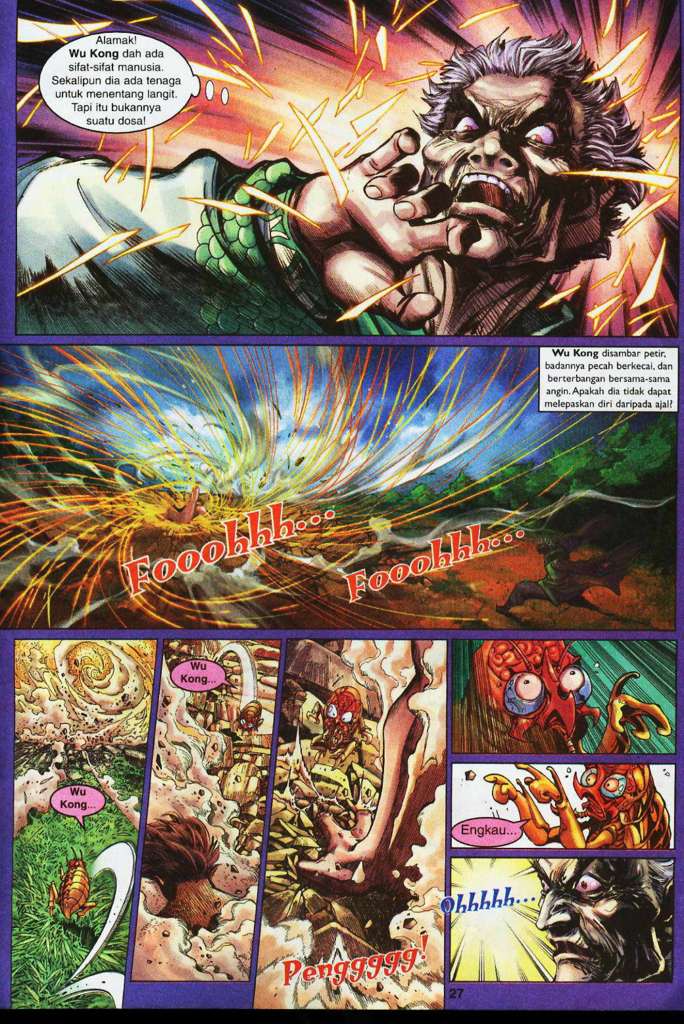 Alamak!
Wu Kong dah ada
sifat-sifat manusia.
Sekalipun dia ada tenaga
untuk menentang langit.
Tapi itu bukannya
suatu dosa!
Wu Kong disambar petir,
badannya pecah berkecai, dan
berterbangan bersama-sama
angin. Apakah dia tidak dapat
melepaskan diri daripada ajal?
Fooohhh...
Fooohhh...
Wu
Kong...
Wu
Kong...
Penggggg!
Engkau...
Ohhhhh...
27